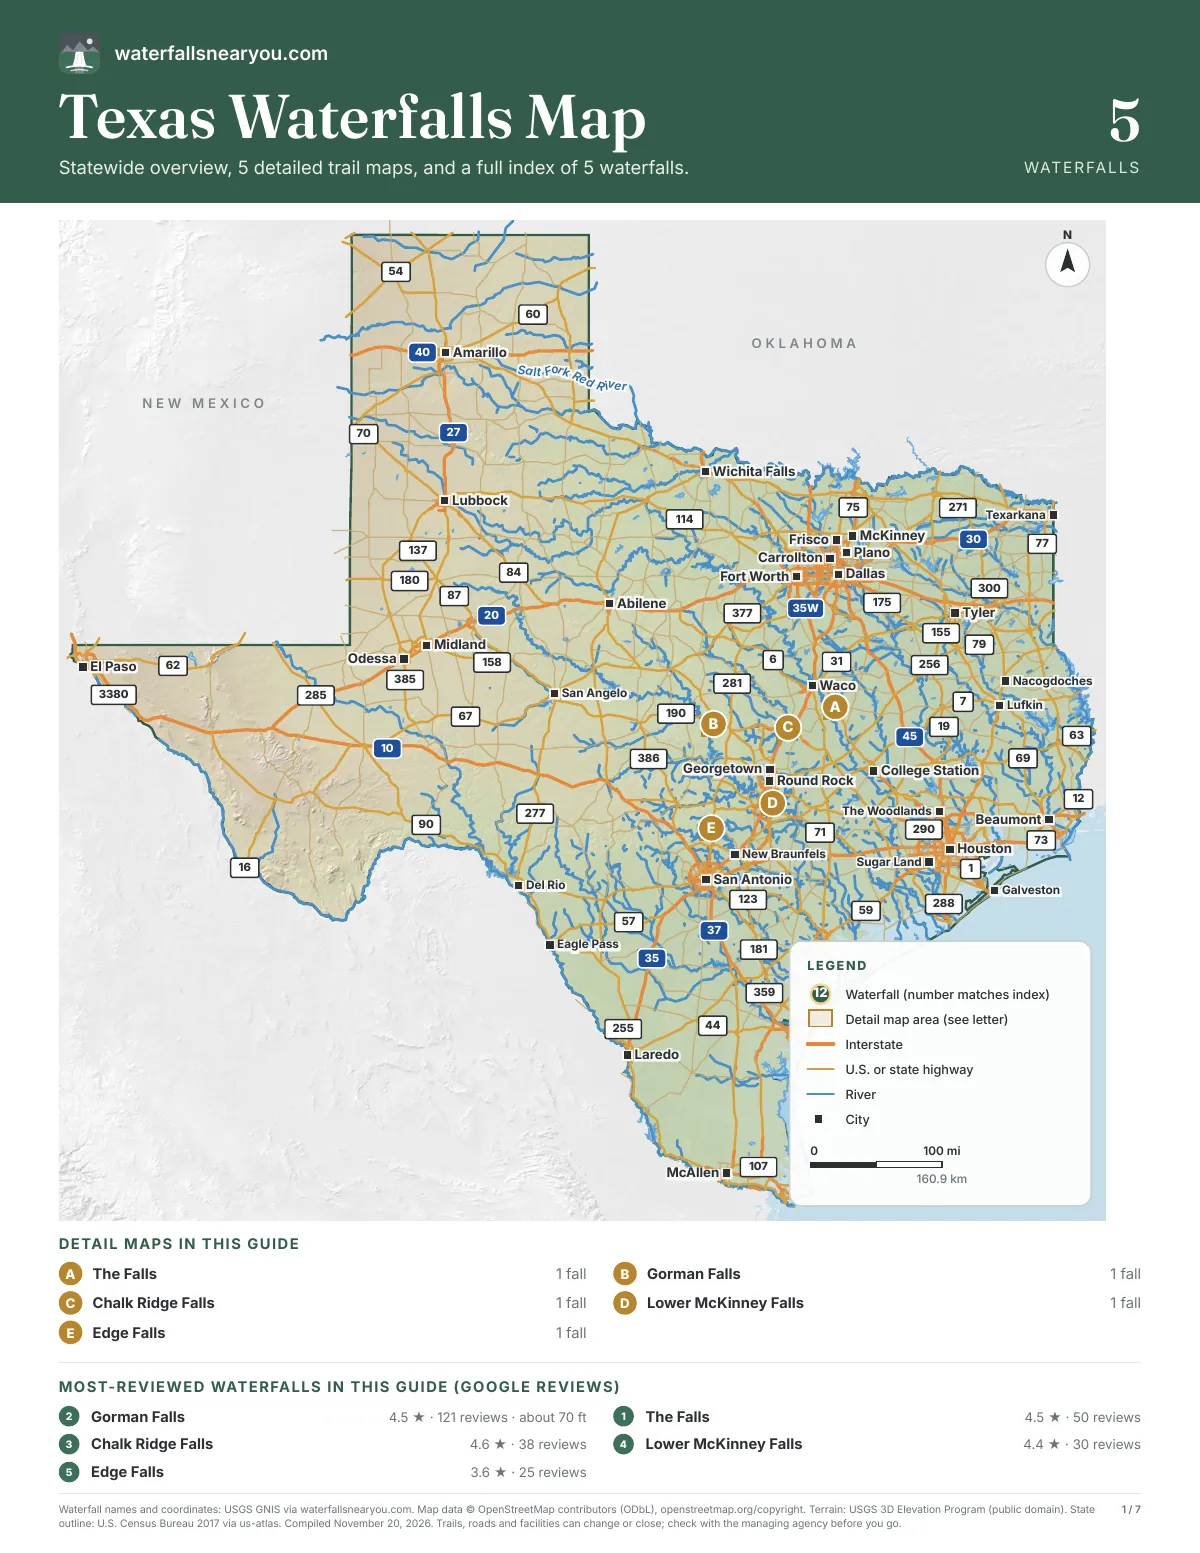 waterfallsnearyou.com
Texas Waterfalls Map
5
Statewide overview, 5 detailed trail maps, and a full index of 5 waterfalls.
WATERFALLS
N
54
60
OKLAHOMA
40
Amarillo
Salt Fork Red River
NEW MEXICO
70
27
Wichita Falls
Lubbock
75
271
Texarkana
114
Frisco
McKinney
30
77
137
Carrollton
Plano
84
Fort Worth
Dallas
180
300
87
Abilene
377
35W
175
Tyler
20
155
79
Midland
Odessa
158
6
31
256
El Paso
62
385
281
Waco
Nacogdoches
3380
285
San Angelo
7
Lufkin
A
67
190
B
C
19
63
10
45
386
Georgetown
College Station
69
Round Rock
12
D
277
The Woodlands
Beaumont
90
E
71
290
73
New Braunfels
Houston
16
Sugar Land
1
Del Rio
San Antonio
Galveston
123
288
59
57
37
Eagle Pass
181
35
359
255
44
Laredo
McAllen
107
LEGEND
12
Waterfall (number matches index)
Detail map area (see letter)
Interstate
U.S. or state highway
River
City
0
100 mi
160.9 km
DETAIL MAPS IN THIS GUIDE
A The Falls 1 fall
B Gorman Falls 1 fall
C Chalk Ridge Falls 1 fall
D Lower McKinney Falls 1 fall
E Edge Falls 1 fall
MOST-REVIEWED WATERFALLS IN THIS GUIDE (GOOGLE REVIEWS)
2 Gorman Falls 4.5 ★ · 121 reviews · about 70 ft
1 The Falls 4.5 ★ · 50 reviews
3 Chalk Ridge Falls 4.6 ★ · 38 reviews
4 Lower McKinney Falls 4.4 ★ · 30 reviews
5 Edge Falls 3.6 ★ · 25 reviews
Waterfall names and coordinates: USGS GNIS via waterfallsnearyou.com. Map data © OpenStreetMap contributors (ODbL), openstreetmap.org/copyright. Terrain: USGS 3D Elevation Program (public domain). State
outline: U.S. Census Bureau 2017 via us-atlas. Compiled November 20, 2026. Trails, roads and facilities can change or close; check with the managing agency before you go.
1 / 7